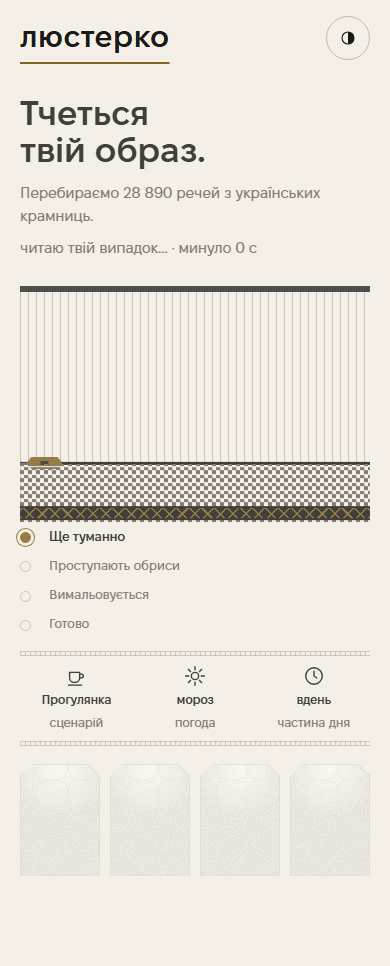 люстерко
Тчеться
твій образ.
Перебираємо 28 890 речей з українських
крамниць.
читаю твій випадок... · минуло 0 с
Ще туманно
Проступають обриси
Вимальовується
Готово
Прогулянка мороз вдень
сценарій погода частина дня